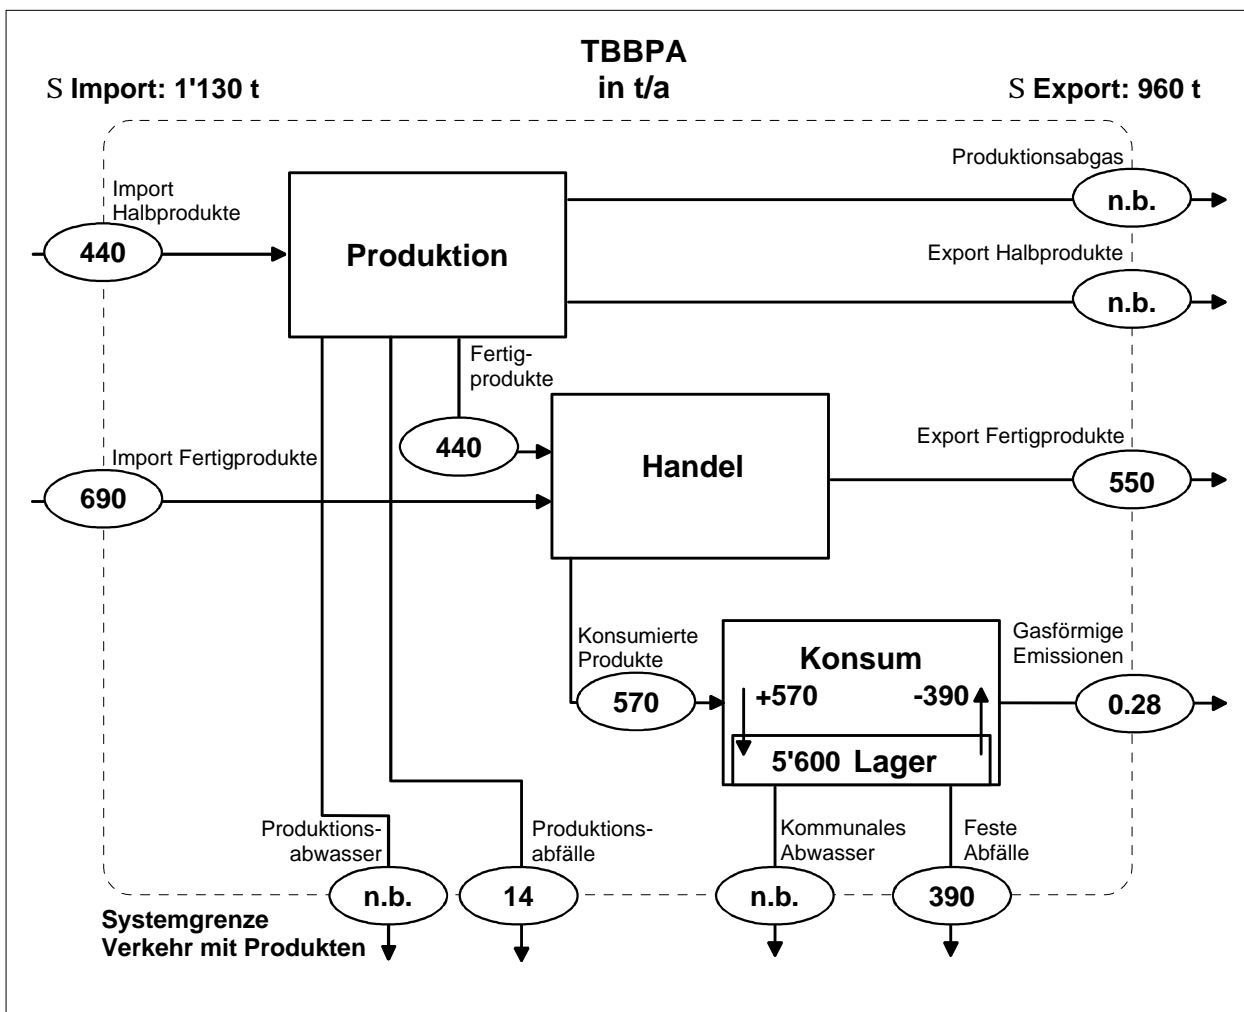 TBBPA
in t/a
S Import: 1'130 t
S Export: 960 t
Produktionsabgas
n.b.
Import
Halbprodukte
440
Produktion
Export Halbprodukte
n.b.
Fertig-
produkte
440
Import Fertigprodukte
690
Handel
Export Fertigprodukte
550
Konsumierte
Produkte
570
Konsum
+570
-390
5'600 Lager
Gasförmige
Emissionen
0.28
Produktions-
abwasser
n.b.
Produktions-
abfälle
14
Kommunales
Abwasser
n.b.
Feste
Abfälle
390
Systemgrenze
Verkehr mit Produkten